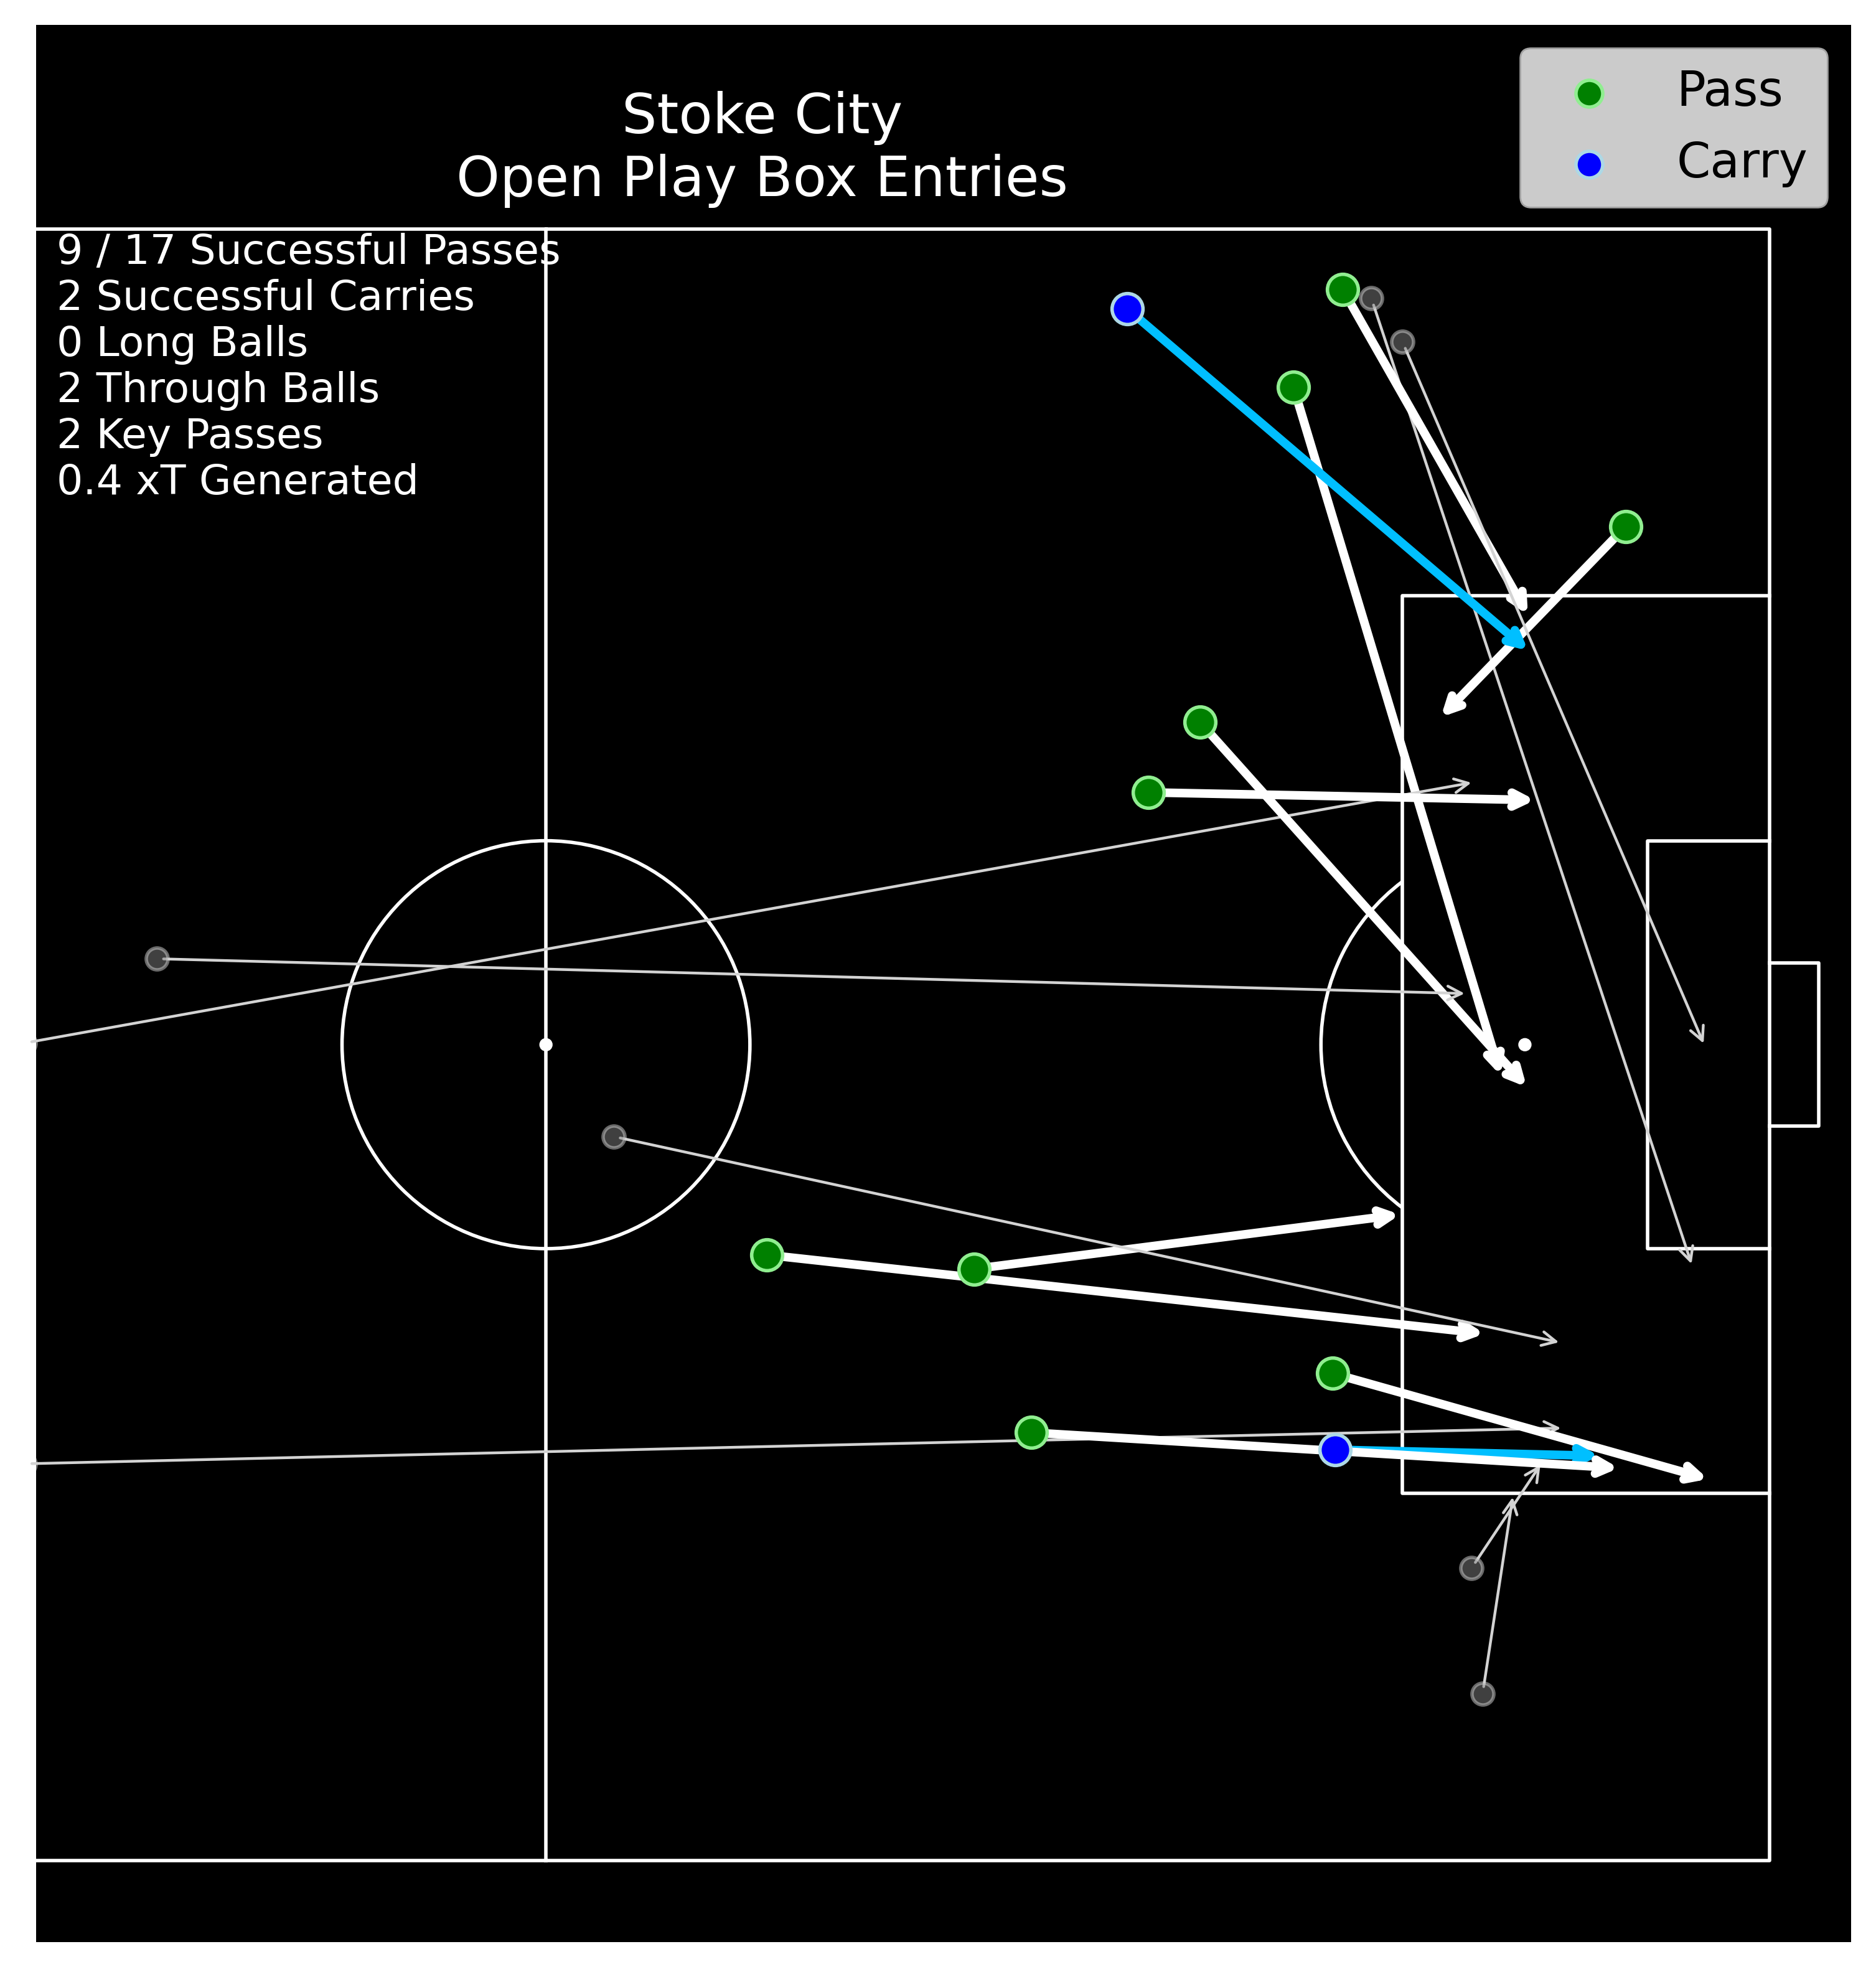 Stoke City
Open Play Box Entries
Pass
Carry
9 / 17 Successful Passes
2 Successful Carries
0 Long Balls
2 Through Balls
2 Key Passes
0.4 xT Generated